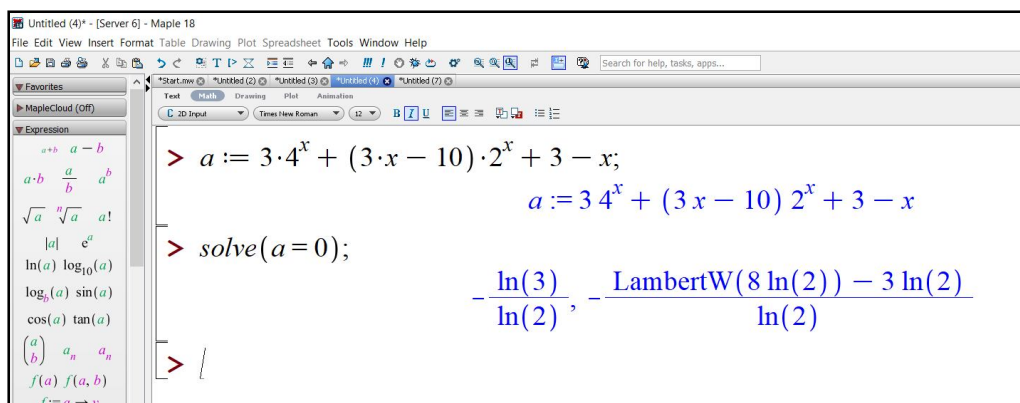 Untitled (4)* - [Server 6] - Maple 18
File Edit View Insert Format Table Drawing Plot Spreadsheet Tools Window Help
Search for help, tasks, apps...
Favorites
MapleCloud (Off)
Expression
*Start.mw *Untitled (2) *Untitled (3) *Untitled (4) *Untitled (7)
Text Math Drawing Plot Animation
C 2D Input Times New Roman 12 B I U
a+b a − b
a·b a/b a^b
√a ⁿ√a a!
|a| e^a
ln(a) log₁₀(a)
log_b(a) sin(a)
cos(a) tan(a)
(a b) a_n a_n
f(a) f(a, b)
f := a → y
> a := 3·4^x + (3·x − 10)·2^x + 3 − x;
a := 3 4^x + (3 x − 10) 2^x + 3 − x
> solve(a = 0);
−ln(3)/ln(2), −(LambertW(8 ln(2)) − 3 ln(2))/ln(2)
>